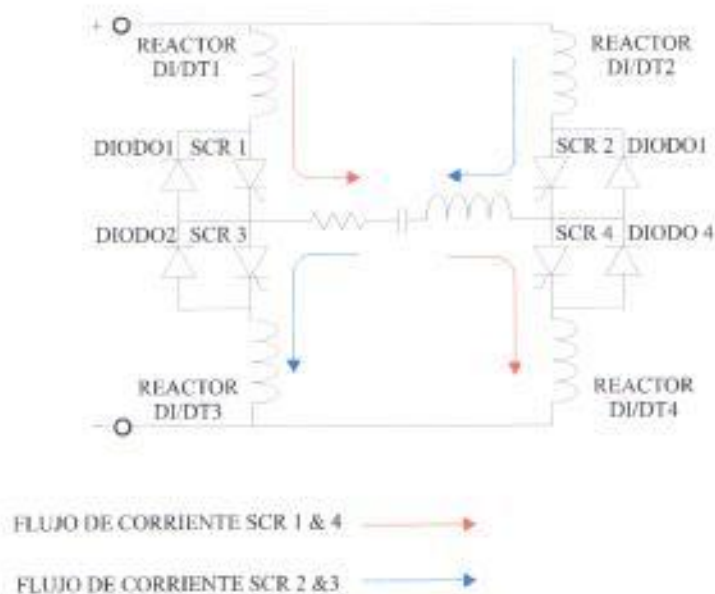 +
REACTOR
DI/DT1
REACTOR
DI/DT2
DIODO1
SCR 1
SCR 2
DIODO1
DIODO2
SCR 3
SCR 4
DIODO 4
REACTOR
DI/DT3
REACTOR
DI/DT4
−
FLUJO DE CORRIENTE SCR 1 & 4
FLUJO DE CORRIENTE SCR 2 &3